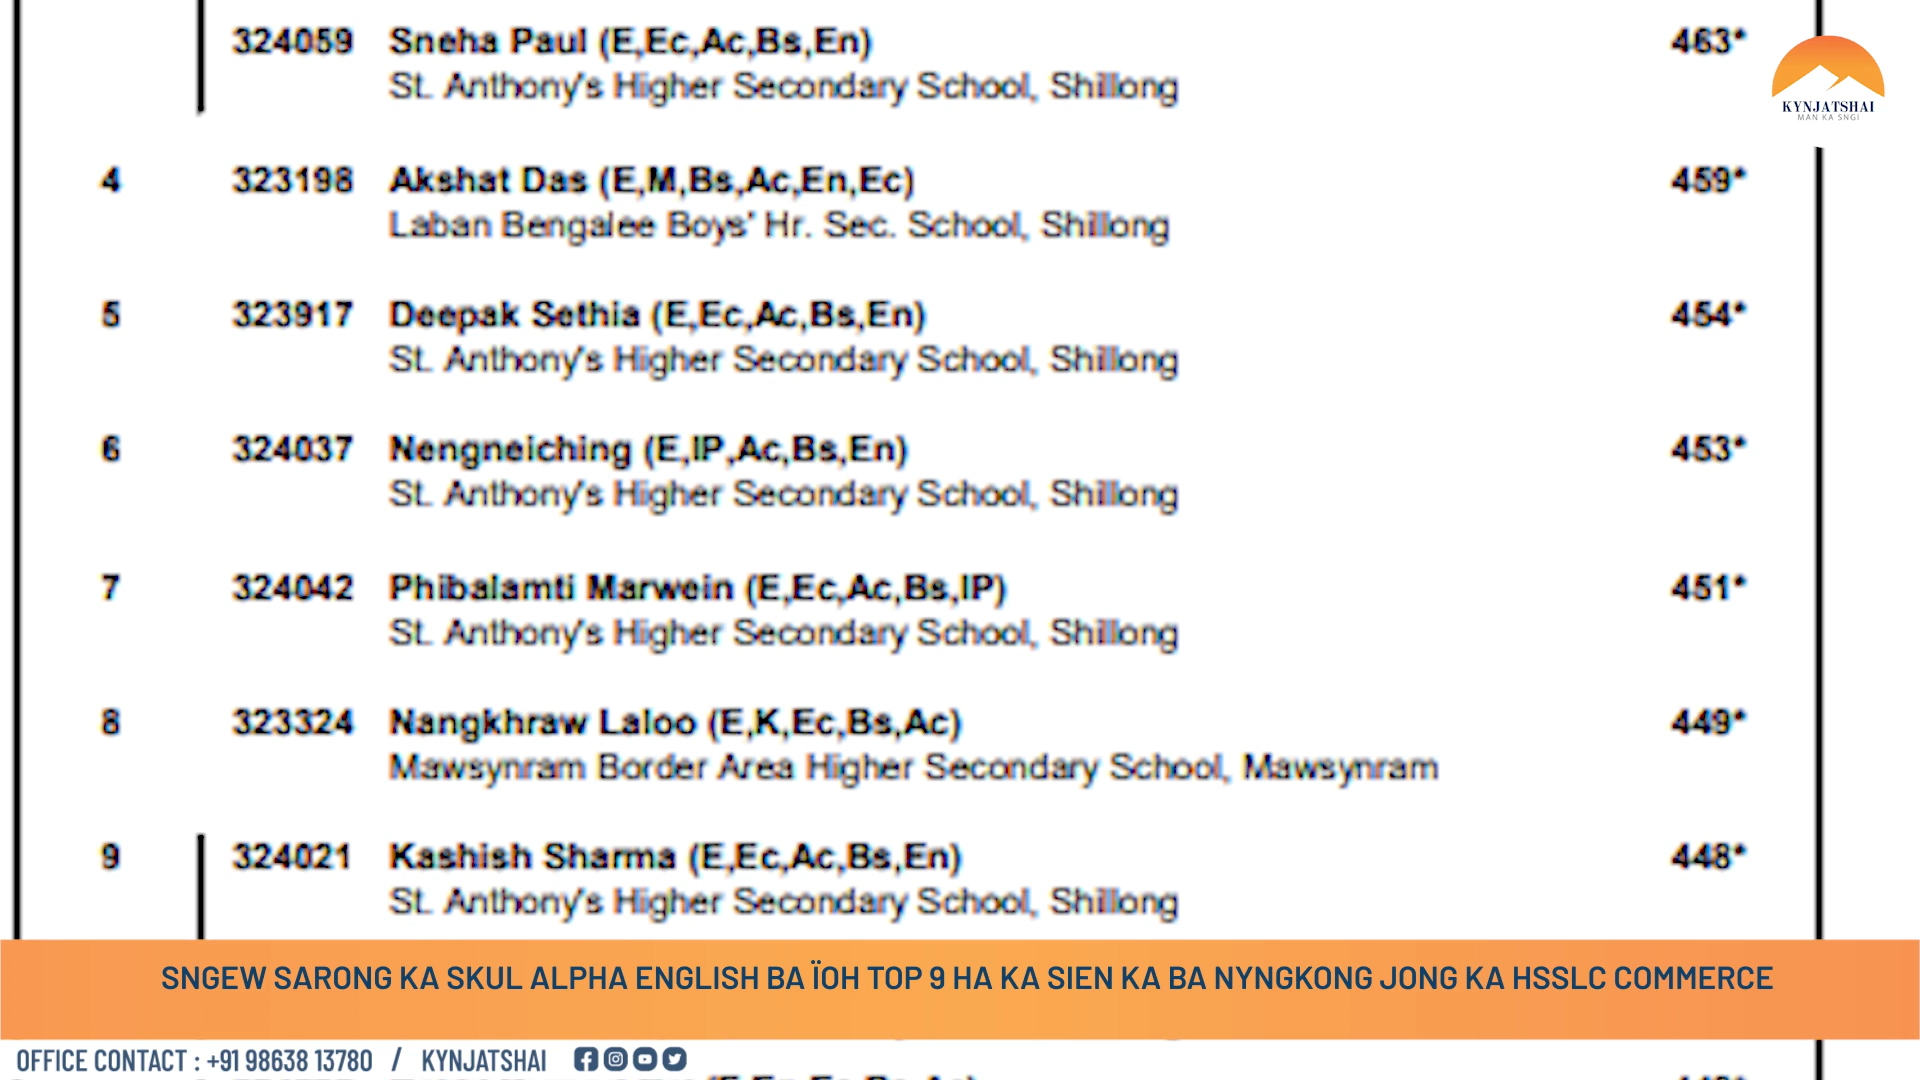 324059 Sneha Paul (E,Ec,Ac,Bs,En) 463*
St. Anthony's Higher Secondary School, Shillong
KYNJATSHAI
MAN KA SNGI
4 323198 Akshat Das (E,M,Bs,Ac,En,Ec) 459*
Laban Bengalee Boys' Hr. Sec. School, Shillong
5 323917 Deepak Sethia (E,Ec,Ac,Bs,En) 454*
St. Anthony's Higher Secondary School, Shillong
6 324037 Nengneiching (E,IP,Ac,Bs,En) 453*
St. Anthony's Higher Secondary School, Shillong
7 324042 Phibalamti Marwein (E,Ec,Ac,Bs,IP) 451*
St. Anthony's Higher Secondary School, Shillong
8 323324 Nangkhraw Laloo (E,K,Ec,Bs,Ac) 449*
Mawsynram Border Area Higher Secondary School, Mawsynram
9 324021 Kashish Sharma (E,Ec,Ac,Bs,En) 448*
St. Anthony's Higher Secondary School, Shillong
SNGEW SARONG KA SKUL ALPHA ENGLISH BA ÏOH TOP 9 HA KA SIEN KA BA NYNGKONG JONG KA HSSLC COMMERCE
OFFICE CONTACT : +91 98638 13780 / KYNJATSHAI